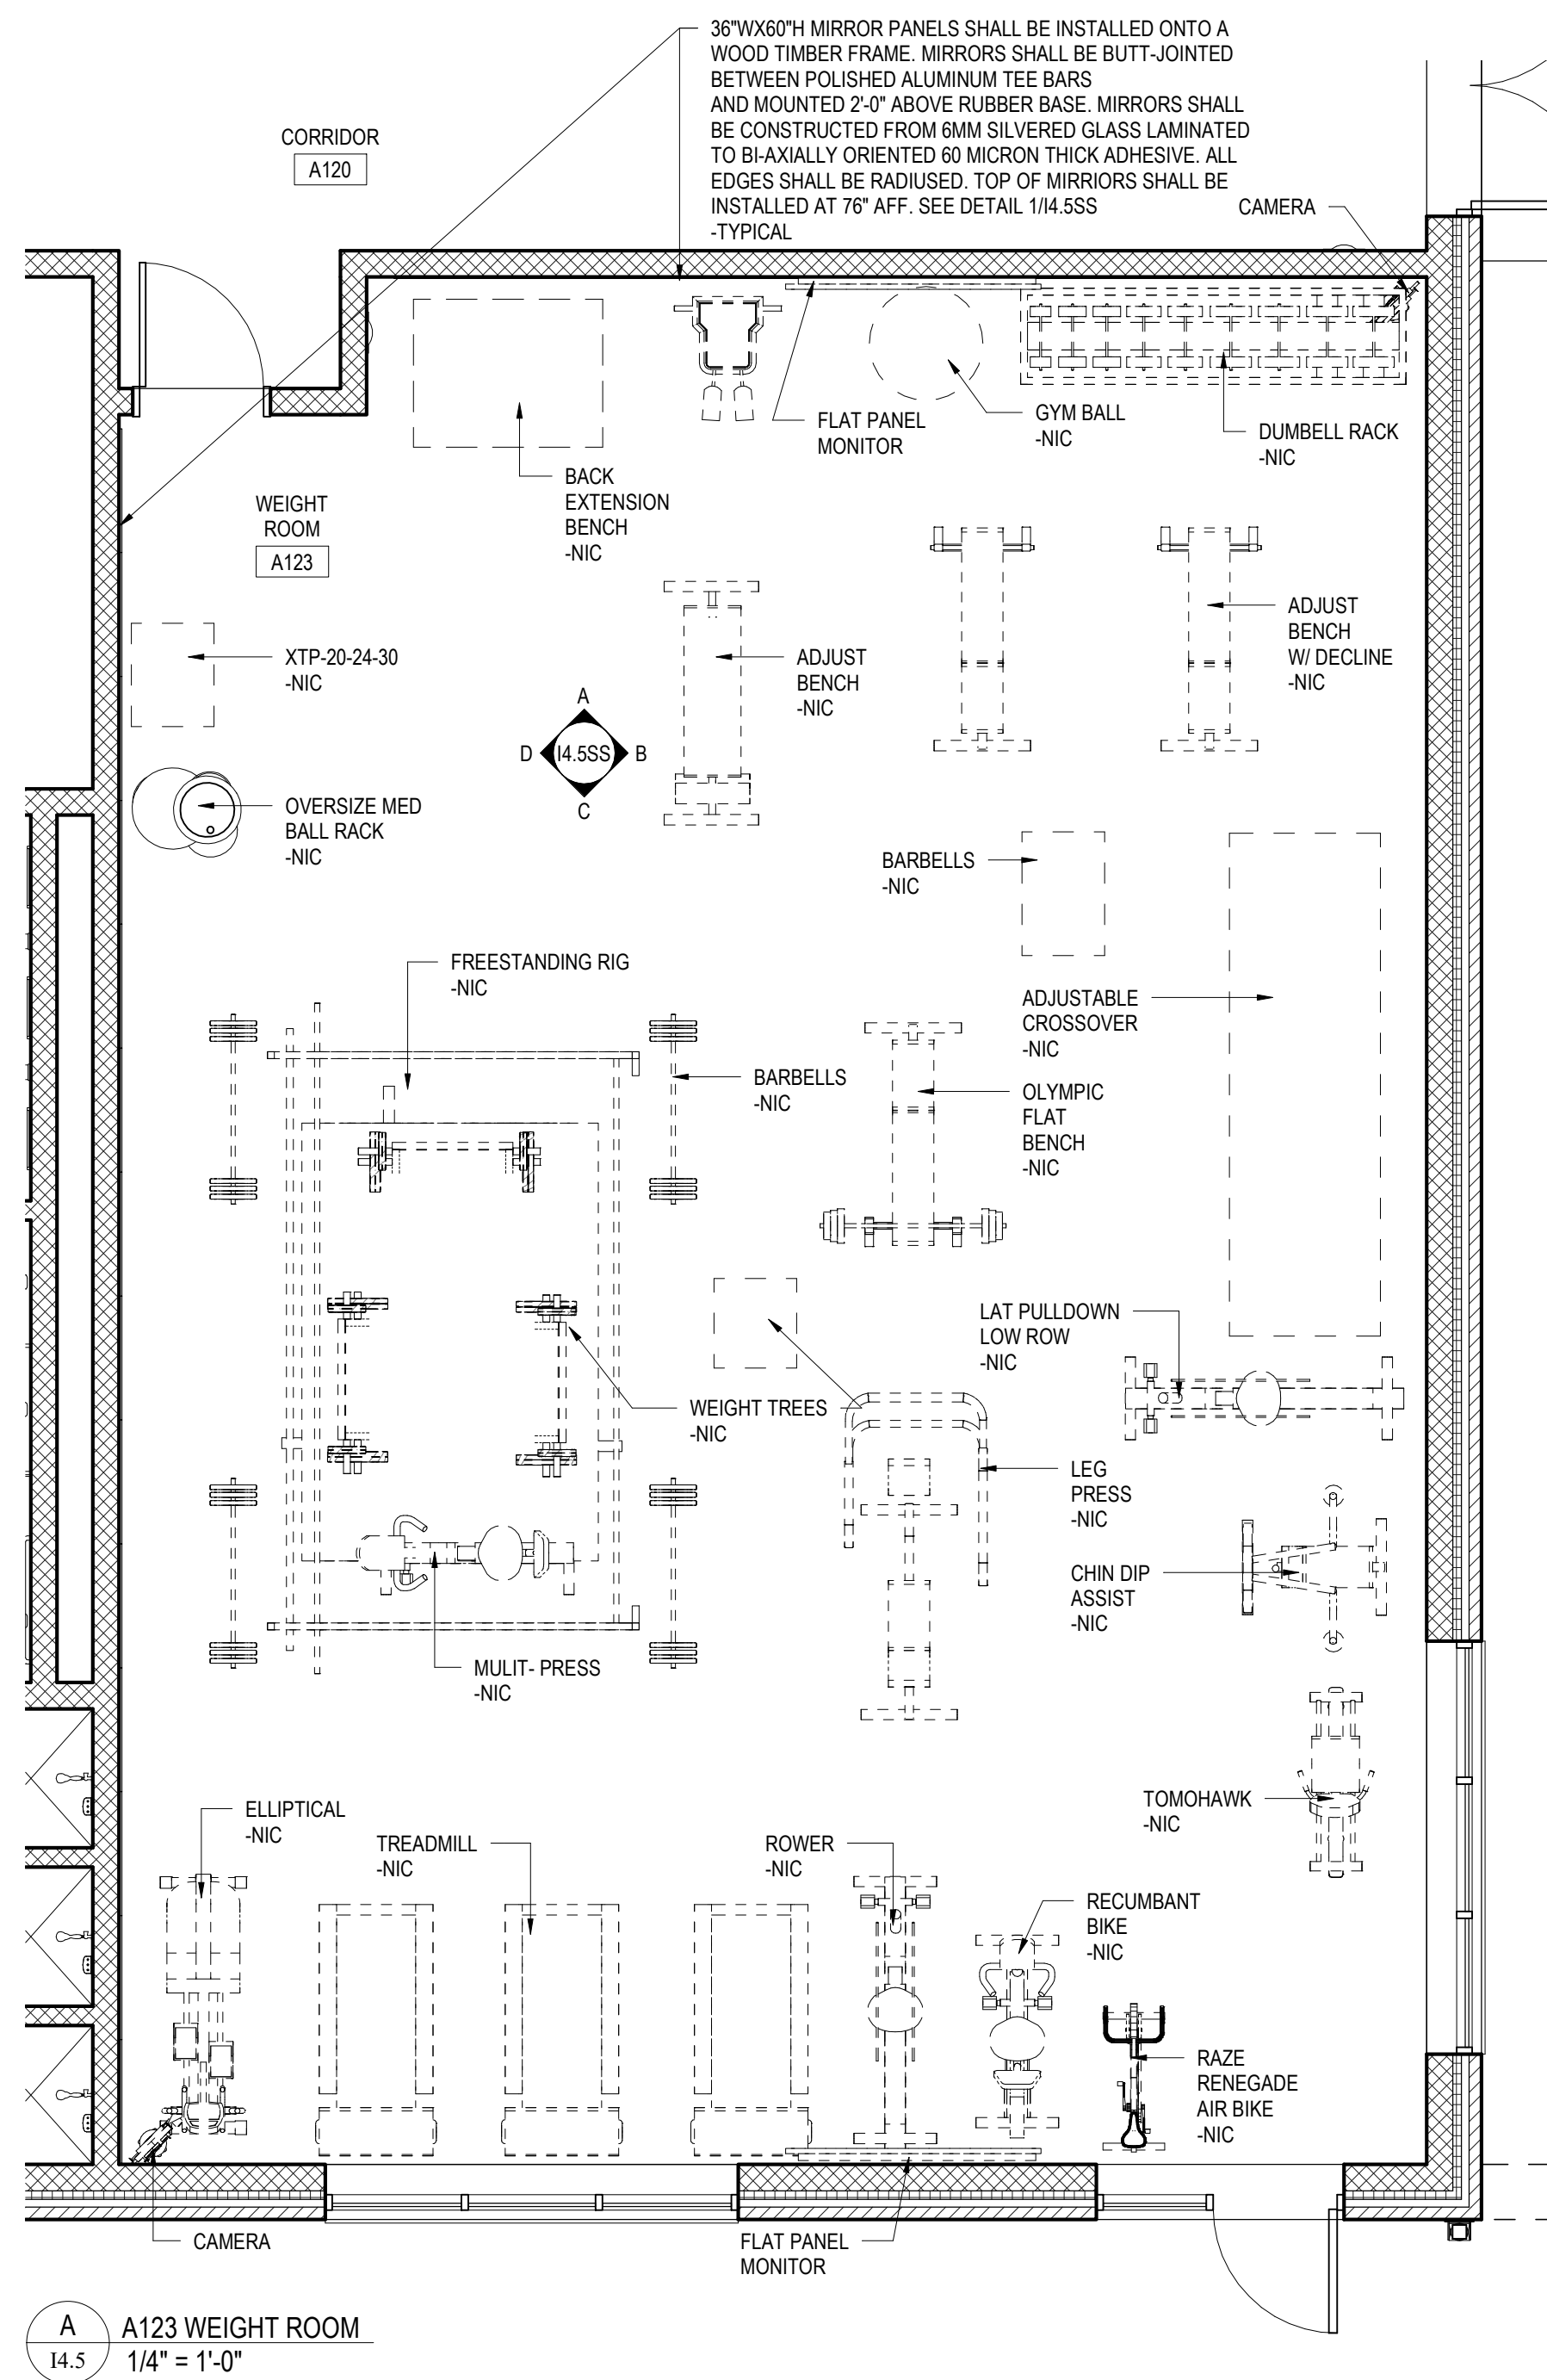 36"WX60"H MIRROR PANELS SHALL BE INSTALLED ONTO A
WOOD TIMBER FRAME. MIRRORS SHALL BE BUTT-JOINTED
BETWEEN POLISHED ALUMINUM TEE BARS
AND MOUNTED 2'-0" ABOVE RUBBER BASE. MIRRORS SHALL
BE CONSTRUCTED FROM 6MM SILVERED GLASS LAMINATED
TO BI-AXIALLY ORIENTED 60 MICRON THICK ADHESIVE. ALL
EDGES SHALL BE RADIUSED. TOP OF MIRRIORS SHALL BE
INSTALLED AT 76" AFF. SEE DETAIL 1/I4.5SS
-TYPICAL
CORRIDOR
A120
CAMERA
FLAT PANEL
MONITOR
GYM BALL
-NIC
DUMBELL RACK
-NIC
BACK
EXTENSION
BENCH
-NIC
WEIGHT
ROOM
A123
XTP-20-24-30
-NIC
ADJUST
BENCH
-NIC
ADJUST
BENCH
W/ DECLINE
-NIC
A
D
I4.5SS
B
C
OVERSIZE MED
BALL RACK
-NIC
BARBELLS
-NIC
FREESTANDING RIG
-NIC
ADJUSTABLE
CROSSOVER
-NIC
BARBELLS
-NIC
OLYMPIC
FLAT
BENCH
-NIC
LAT PULLDOWN
LOW ROW
-NIC
WEIGHT TREES
-NIC
LEG
PRESS
-NIC
CHIN DIP
ASSIST
-NIC
MULIT- PRESS
-NIC
TOMOHAWK
-NIC
ELLIPTICAL
-NIC
TREADMILL
-NIC
ROWER
-NIC
RECUMBANT
BIKE
-NIC
RAZE
RENEGADE
AIR BIKE
-NIC
CAMERA
FLAT PANEL
MONITOR
A
I4.5
A123 WEIGHT ROOM
1/4" = 1'-0"